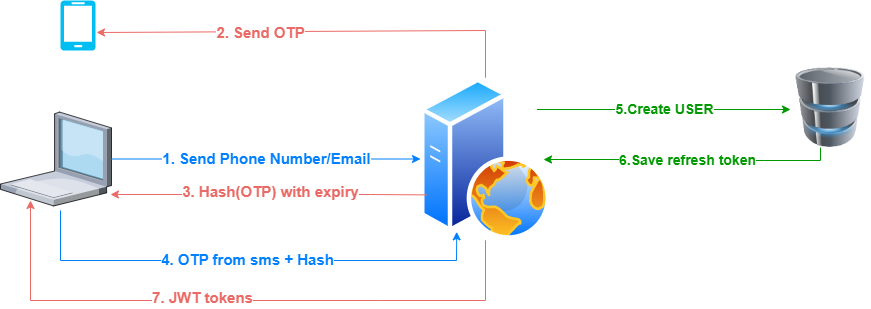 2. Send OTP
5.Create USER
1. Send Phone Number/Email
6.Save refresh token
3. Hash(OTP) with expiry
4. OTP from sms + Hash
7. JWT tokens